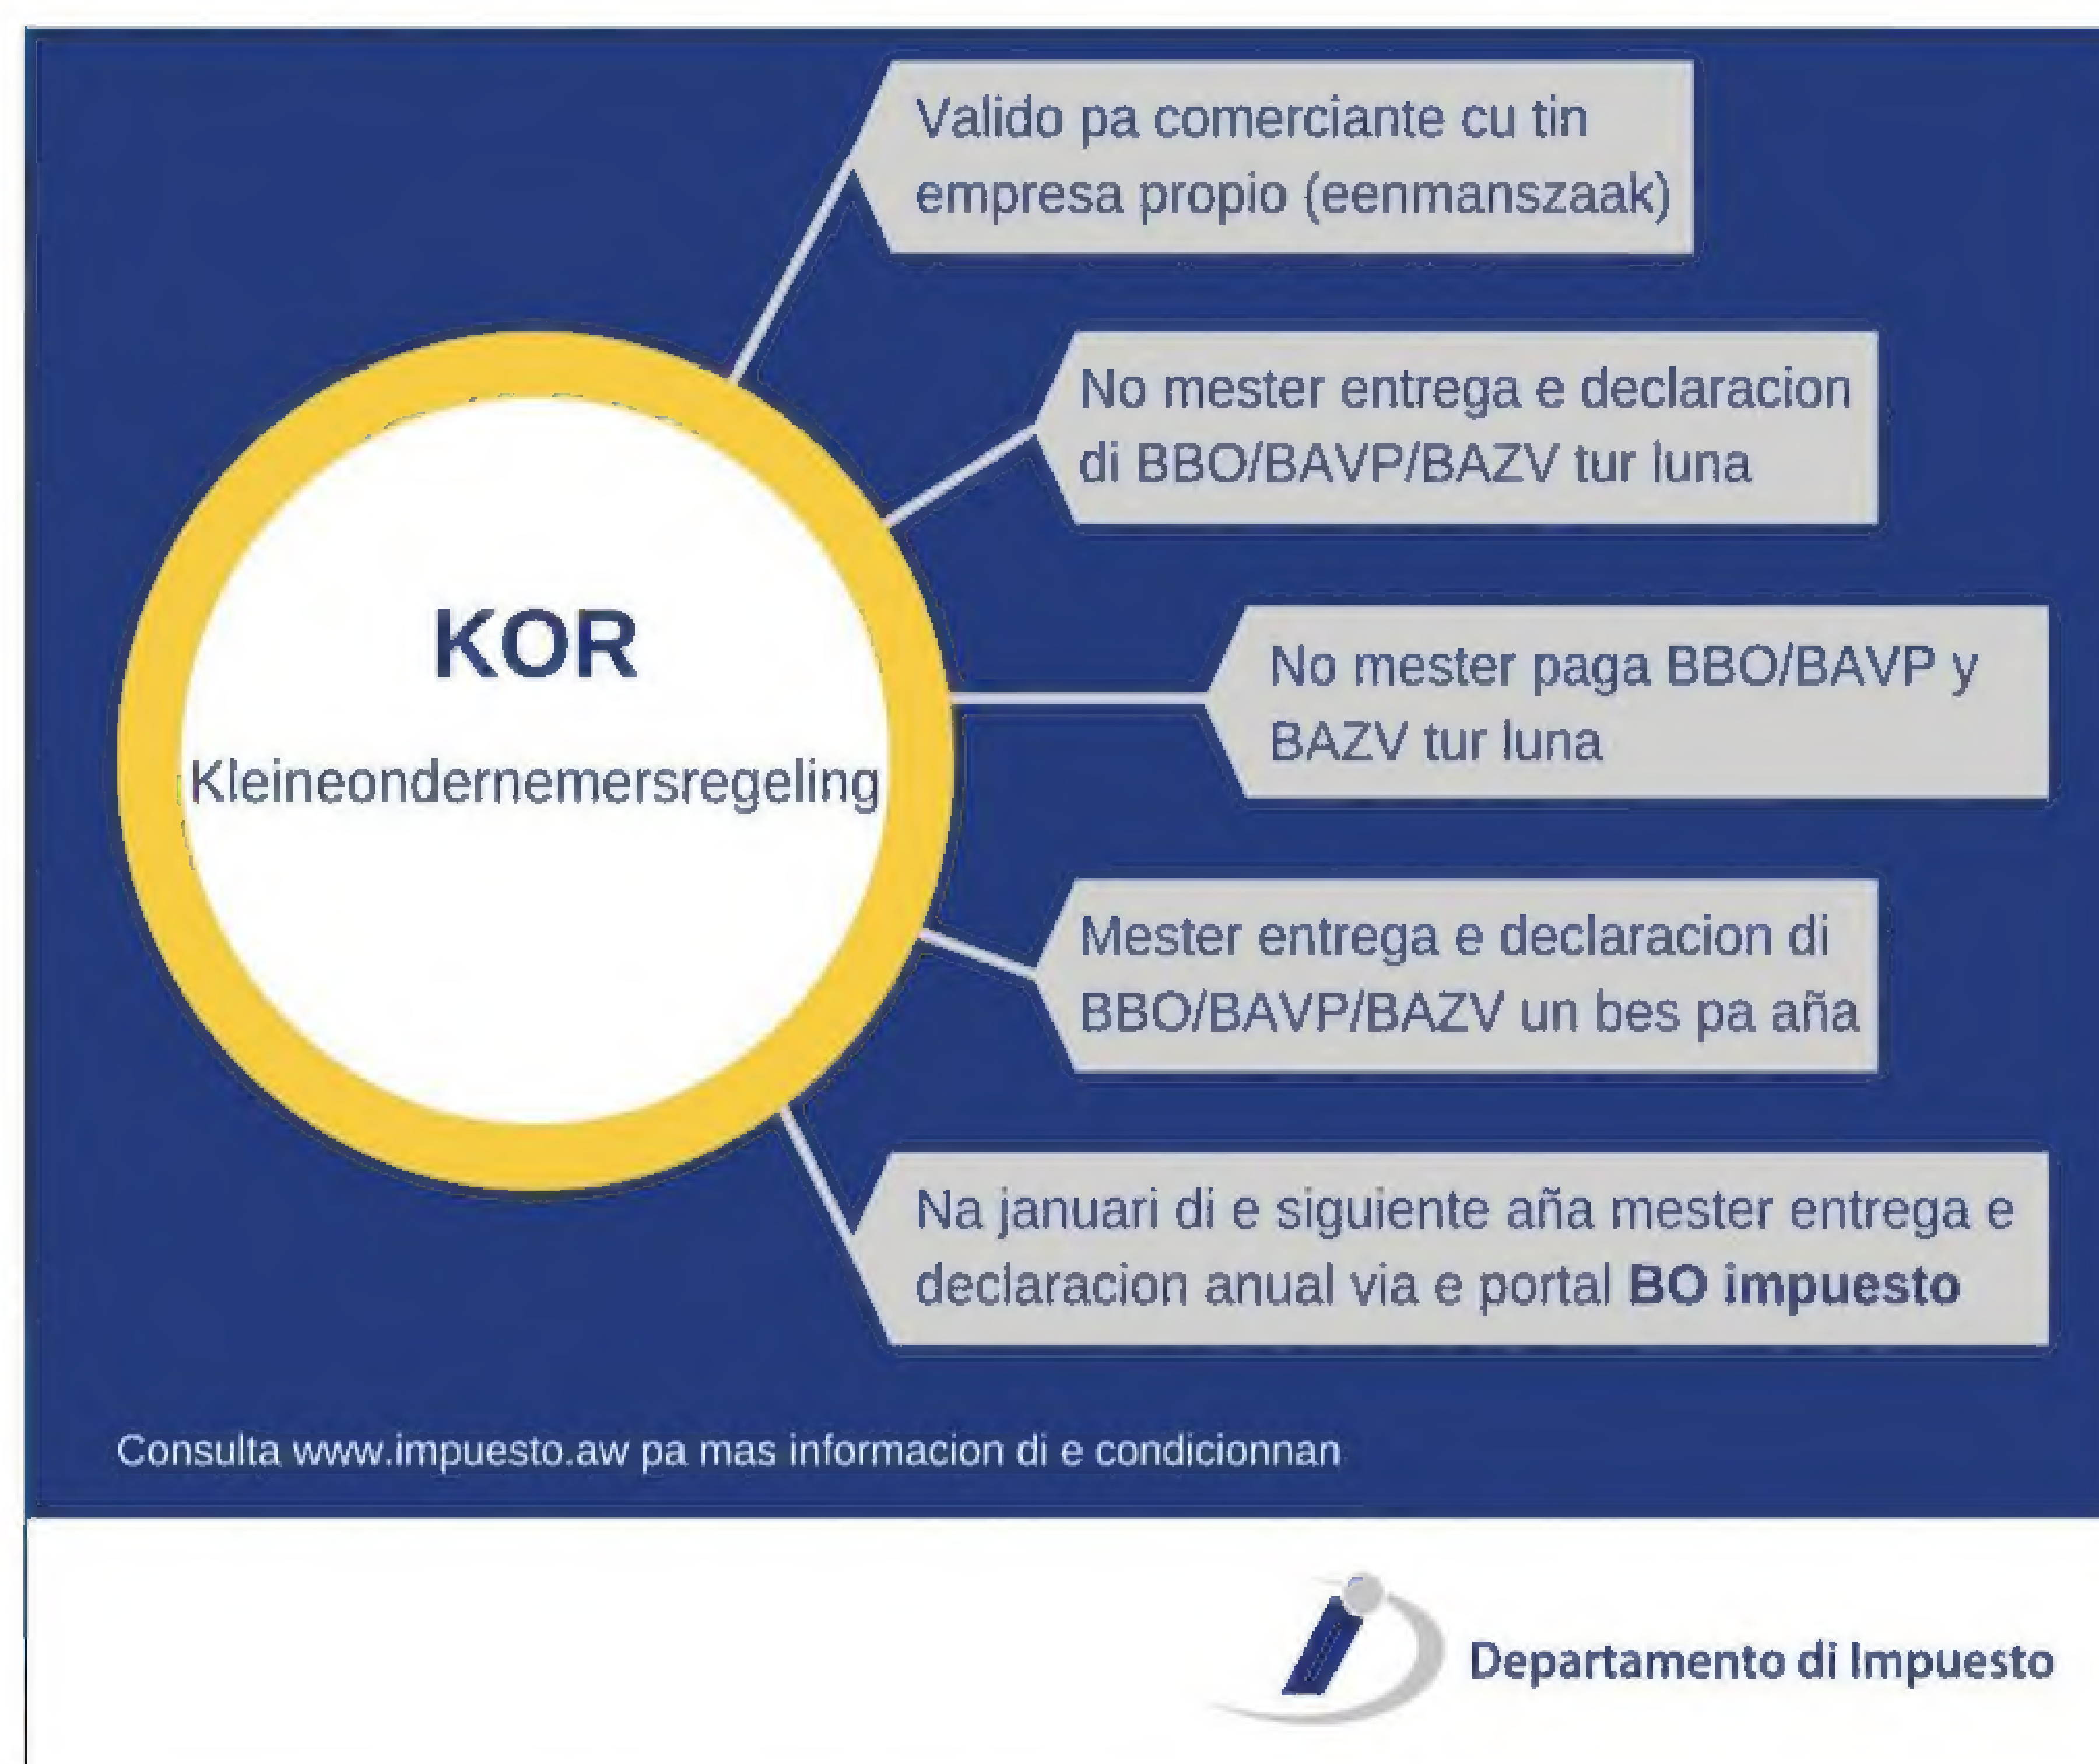 Valido pa comerciante cu tin
empresa propio (eenmanszaak)
No mester entrega e declaracion
di BBO/BAVP/BAZV tur luna
KOR
Kleineondernemersregeling
No mester paga BBO/BAVP y
BAZV tur luna
Mester entrega e declaracion di
BBO/BAVP/BAZV un bes pa aña
Na januari di e siguiente aña mester entrega e
declaracion anual via e portal BO impuesto
Consulta www.impuesto.aw pa mas informacion di e condicionnan
Departamento di Impuesto